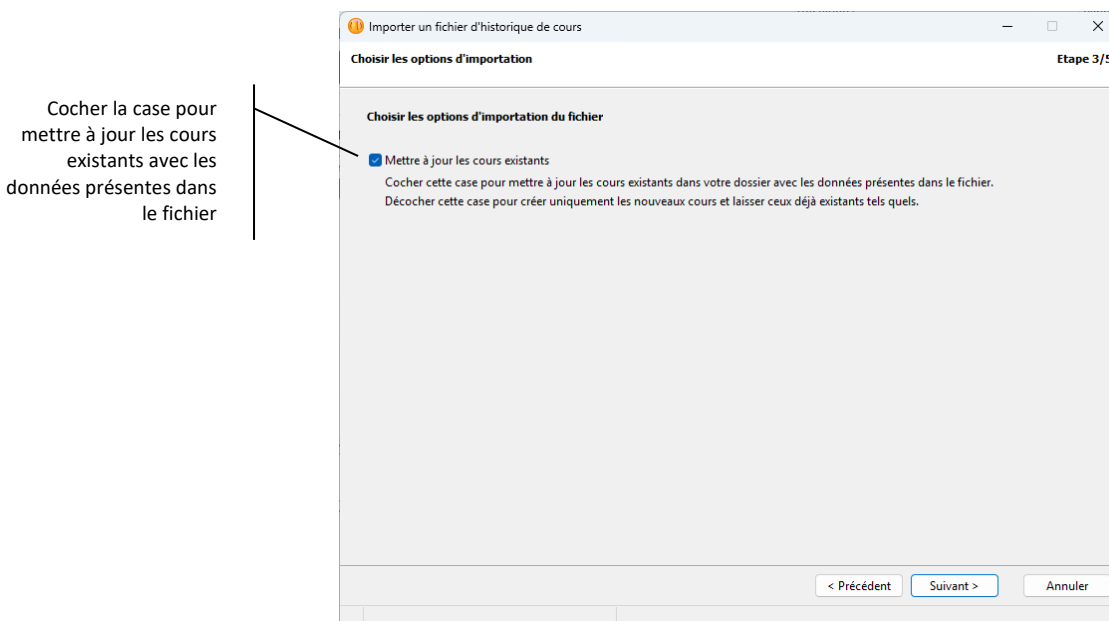 Importer un fichier d'historique de cours
Choisir les options d'importation
Etape 3/5
Cocher la case pour
mettre à jour les cours
existants avec les
données présentes dans
le fichier
Choisir les options d'importation du fichier
Mettre à jour les cours existants
Cocher cette case pour mettre à jour les cours existants dans votre dossier avec les données présentes dans le fichier.
Décocher cette case pour créer uniquement les nouveaux cours et laisser ceux déjà existants tels quels.
< Précédent
Suivant >
Annuler